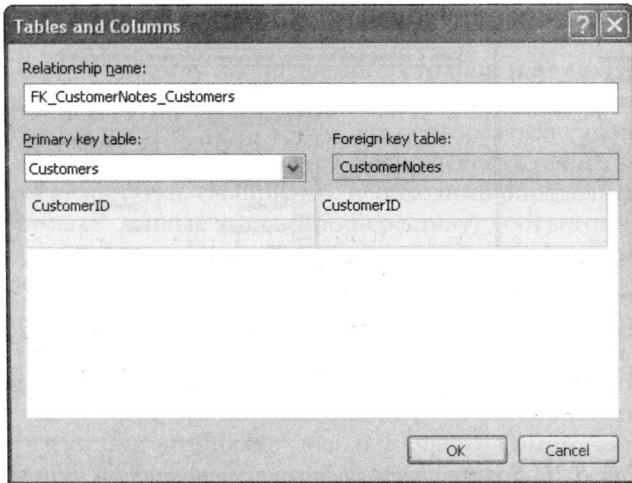 Tables and Columns
Relationship name:
FK_CustomerNotes_Customers
Primary key table: Foreign key table:
Customers CustomerNotes
CustomerID CustomerID
OK Cancel